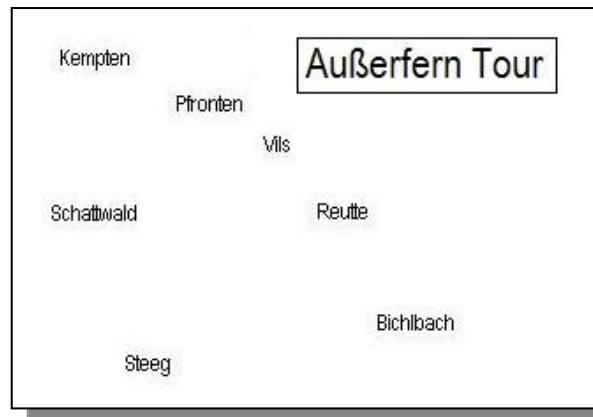 Kempten
Außerfern Tour
Pfronten
Vils
Schattwald
Reutte
Bichlbach
Steeg